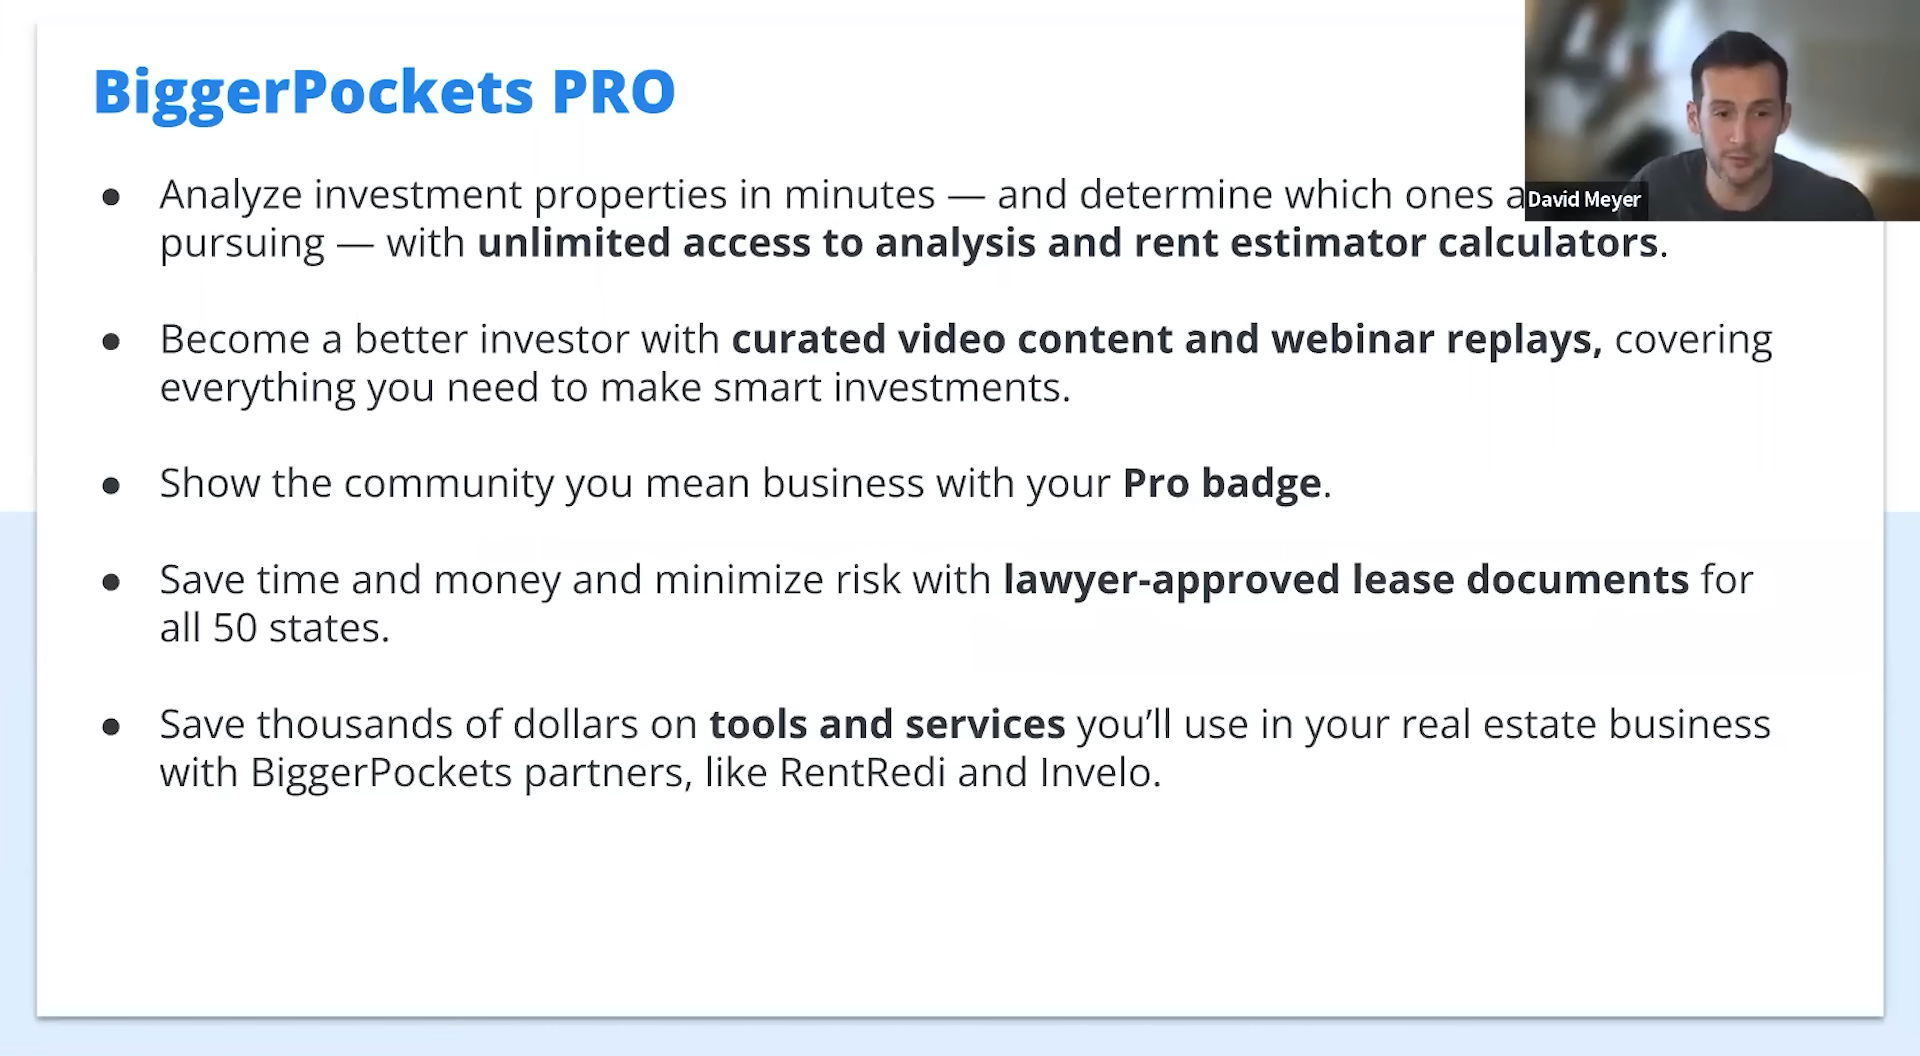 BiggerPockets PRO
● Analyze investment properties in minutes — and determine which ones
David Meyer
pursuing — with unlimited access to analysis and rent estimator calculators.
● Become a better investor with curated video content and webinar replays, covering
everything you need to make smart investments.
● Show the community you mean business with your Pro badge.
● Save time and money and minimize risk with lawyer-approved lease documents for
all 50 states.
● Save thousands of dollars on tools and services you’ll use in your real estate business
with BiggerPockets partners, like RentRedi and Invelo.